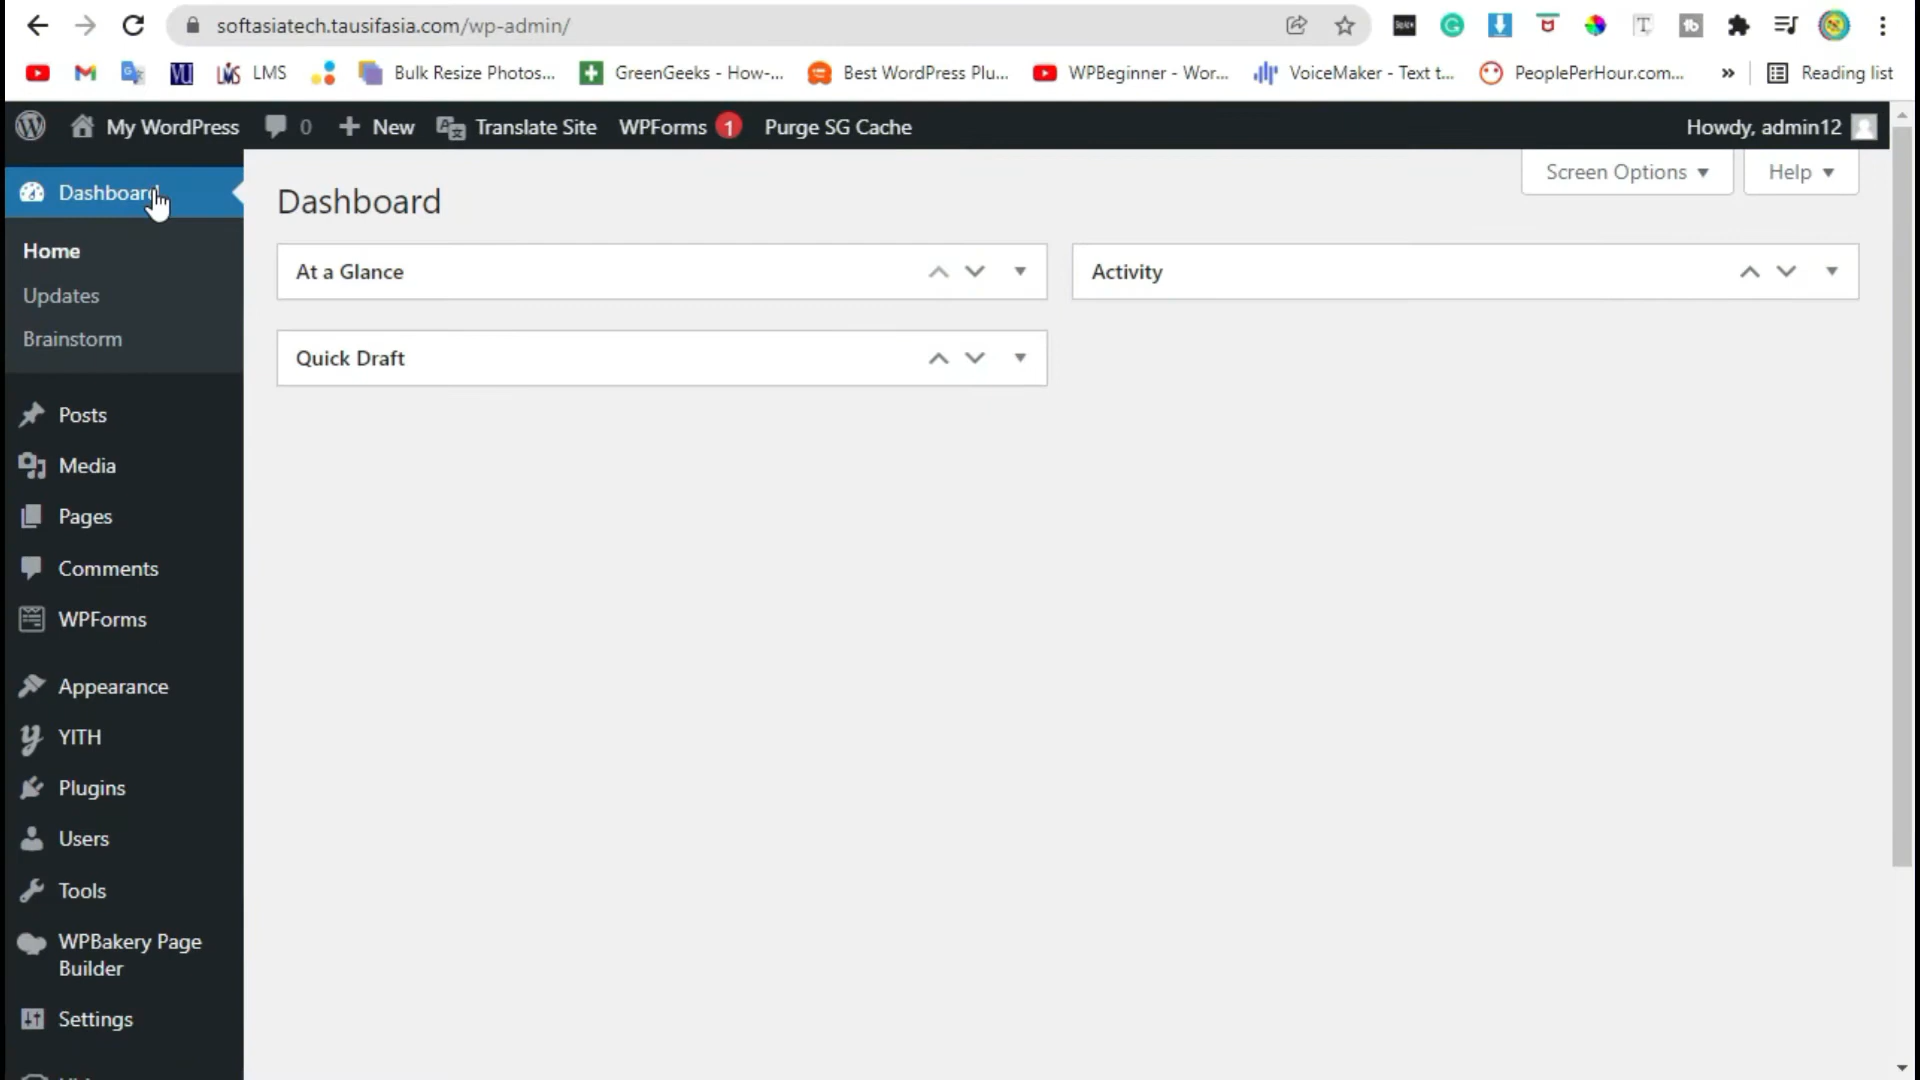 softasiatech.tausifasia.com/wp-admin/
LMS Bulk Resize Photos... GreenGeeks - How-... Best WordPress Plu... WPBeginner - Wor... VoiceMaker - Text t... PeoplePerHour.com... » Reading list
My WordPress 0 + New Translate Site WPForms 1 Purge SG Cache Howdy, admin12
Screen Options Help
Dashboard
Home
Updates
Brainstorm
Posts
Media
Pages
Comments
WPForms
Appearance
YITH
Plugins
Users
Tools
WPBakery Page
Builder
Settings
Dashboard
At a Glance
Activity
Quick Draft